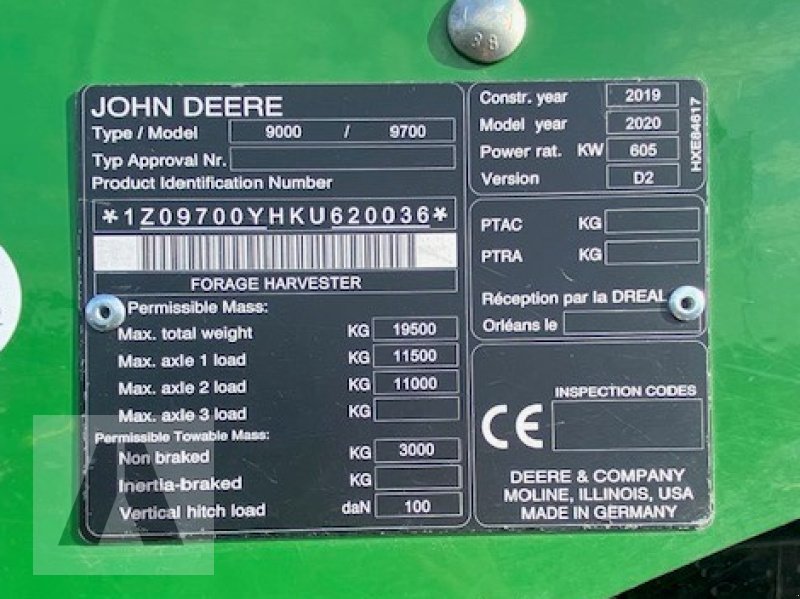 38
JOHN DEERE
Type / Model 9000 / 9700
Typ Approval Nr.
Product Identification Number
*1Z09700YHKU620036*
FORAGE HARVESTER
Permissible Mass:
Max. total weight KG 19500
Max. axle 1 load KG 11500
Max. axle 2 load KG 11000
Max. axle 3 load KG
Permissible Towable Mass:
Non braked KG 3000
Inertia-braked KG
Vertical hitch load daN 100
Constr. year 2019
Model year 2020
Power rat. KW 605
Version D2
HXE84617
PTAC KG
PTRA KG
Réception par la DREAL
Orléans le
INSPECTION CODES
CE
DEERE & COMPANY
MOLINE, ILLINOIS, USA
MADE IN GERMANY